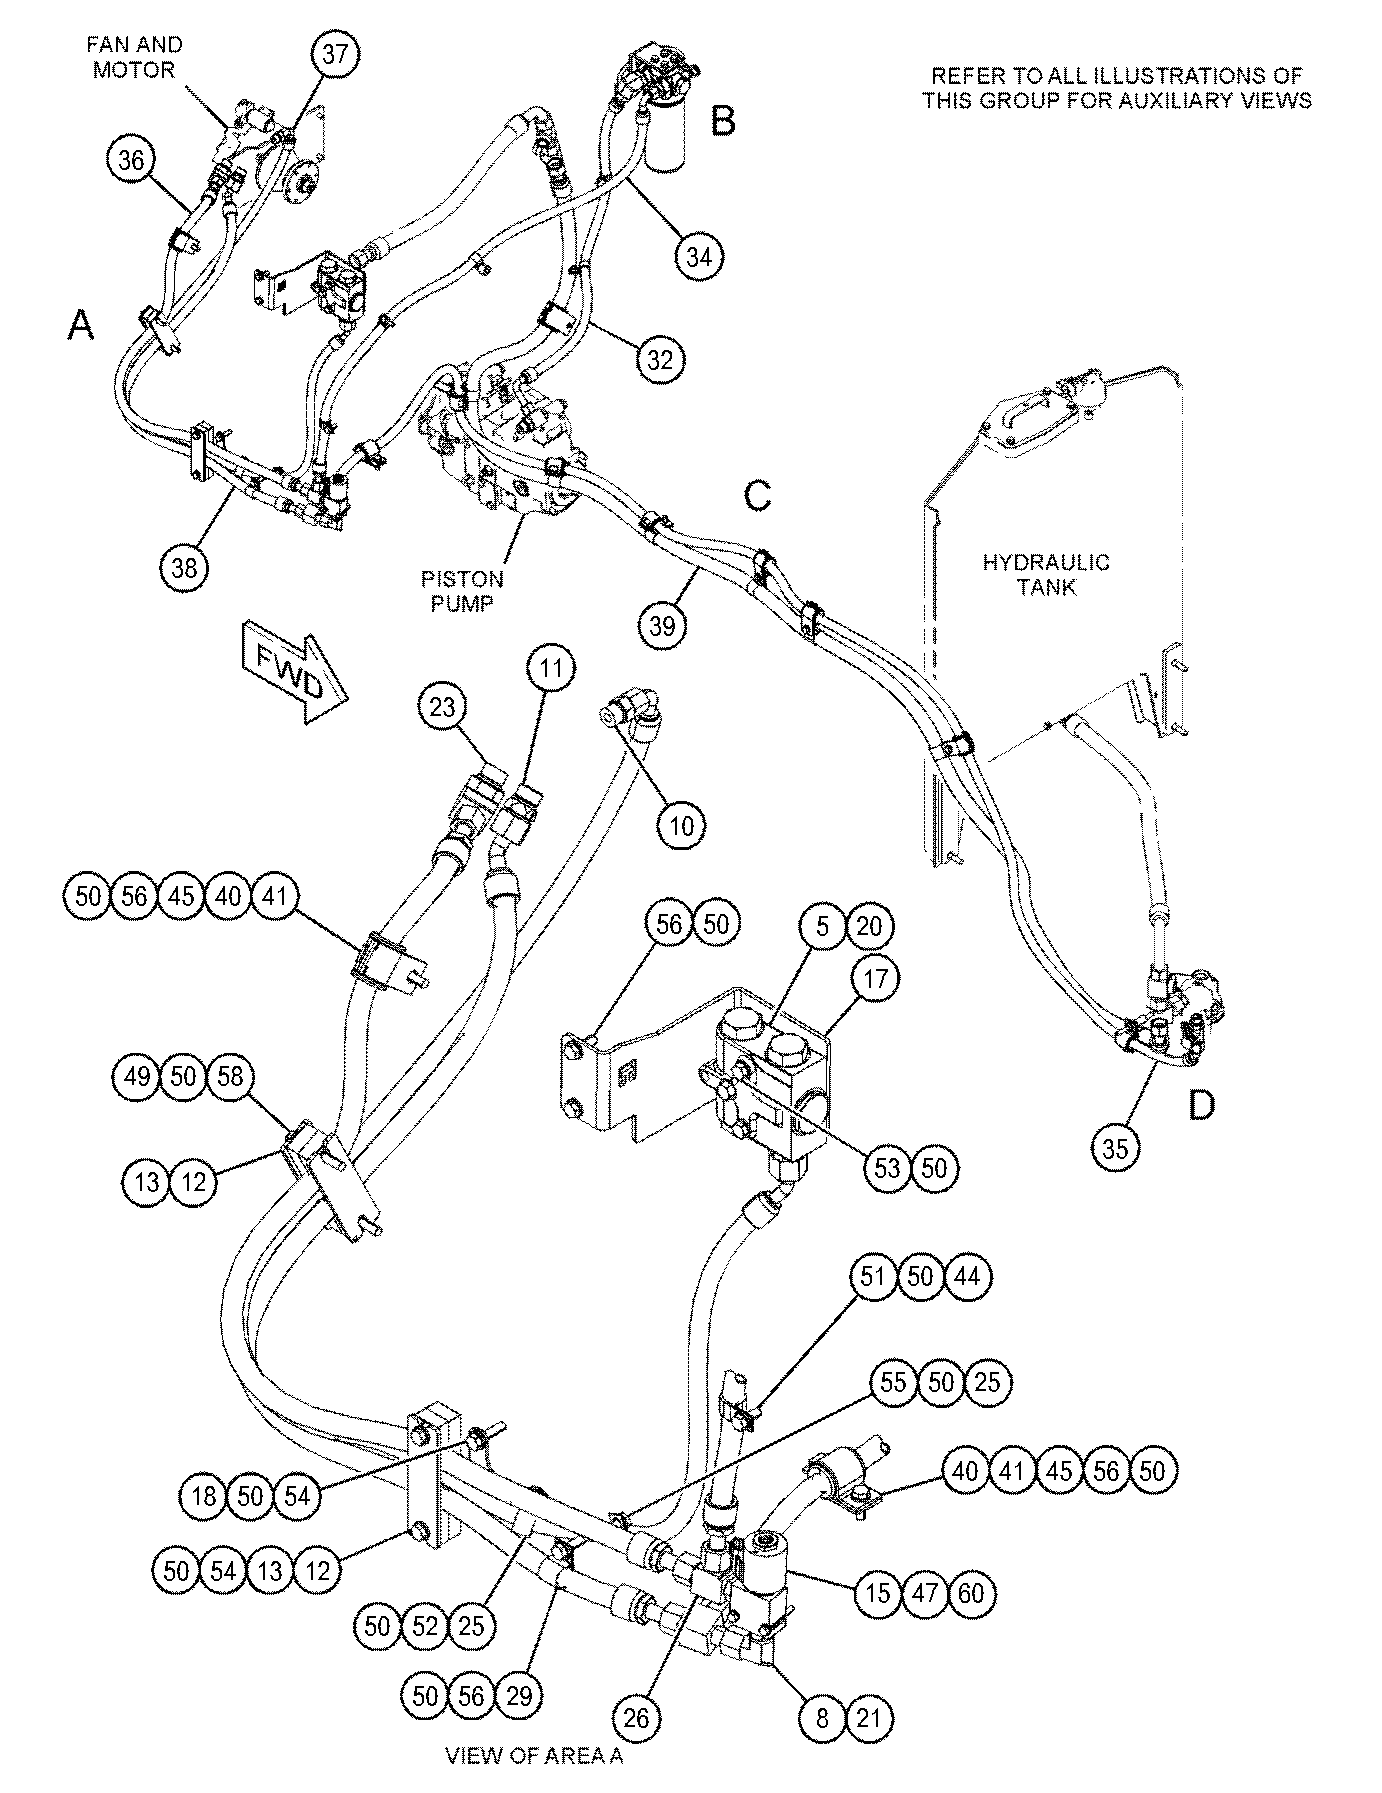 FAN AND
MOTOR
37
REFER TO ALL ILLUSTRATIONS OF
THIS GROUP FOR AUXILIARY VIEWS
B
36
34
A
32
C
HYDRAULIC
TANK
38
PISTON
PUMP
39
FWD
11
23
10
50 56 45 40 41
56 50
5 20
17
49 50 58
D
13 12
53 50
35
51 50 44
55 50 25
40 41 45 56 50
18 50 54
50 54 13 12
15 47 60
50 52 25
50 56 29
26
8 21
VIEW OF AREA A